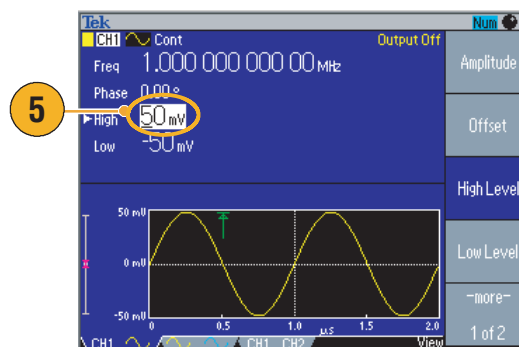 Tek
Num
CH1 Cont
Output Off
Freq 1.000 000 000 00 MHz
Phase 0.00 °
5
High 50 mV
Low -50 mV
Amplitude
Offset
High Level
Low Level
-more-
1 of 2
50 mV
0 mV
-50 mV
0 0.5 1.0 µs 1.5 2.0
CH1 CH1 CH2 View